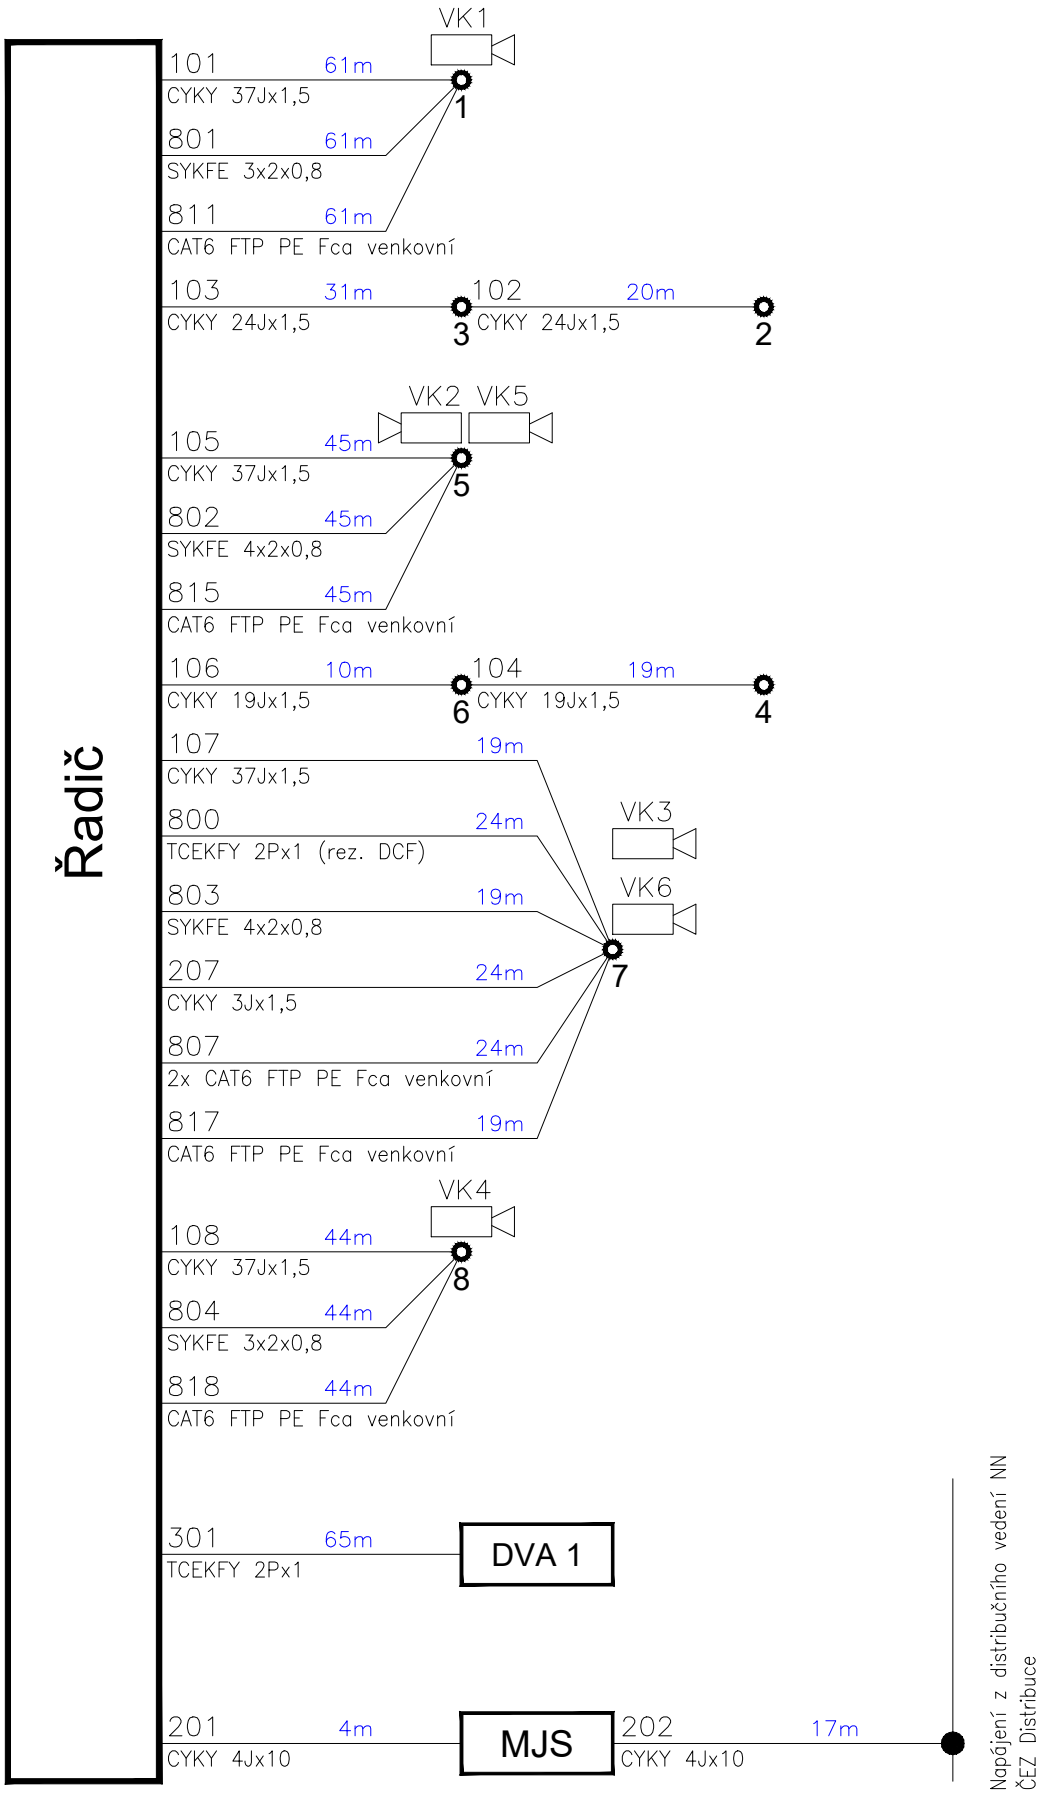 VK1
101 61m
CYKY 37Jx1,5
1
801 61m
SYKFE 3x2x0,8
811 61m
CAT6 FTP PE Fca venkovní
103 31m 102 20m
CYKY 24Jx1,5 3 CYKY 24Jx1,5 2
VK2 VK5
105 45m
CYKY 37Jx1,5 5
802 45m
SYKFE 4x2x0,8
815 45m
CAT6 FTP PE Fca venkovní
106 10m 104 19m
CYKY 19Jx1,5 6 CYKY 19Jx1,5 4
107 19m
CYKY 37Jx1,5
Řadič
800 24m
TCEKFY 2Px1 (rez. DCF)
VK3
803 19m
SYKFE 4x2x0,8
VK6
7
207 24m
CYKY 3Jx1,5
807 24m
2x CAT6 FTP PE Fca venkovní
817 19m
CAT6 FTP PE Fca venkovní
VK4
108 44m
CYKY 37Jx1,5 8
804 44m
SYKFE 3x2x0,8
818 44m
CAT6 FTP PE Fca venkovní
301 65m
TCEKFY 2Px1
DVA 1
201 4m
CYKY 4Jx10
MJS
202 17m
CYKY 4Jx10
Napájení z distribučního vedení NN
ČEZ Distribuce